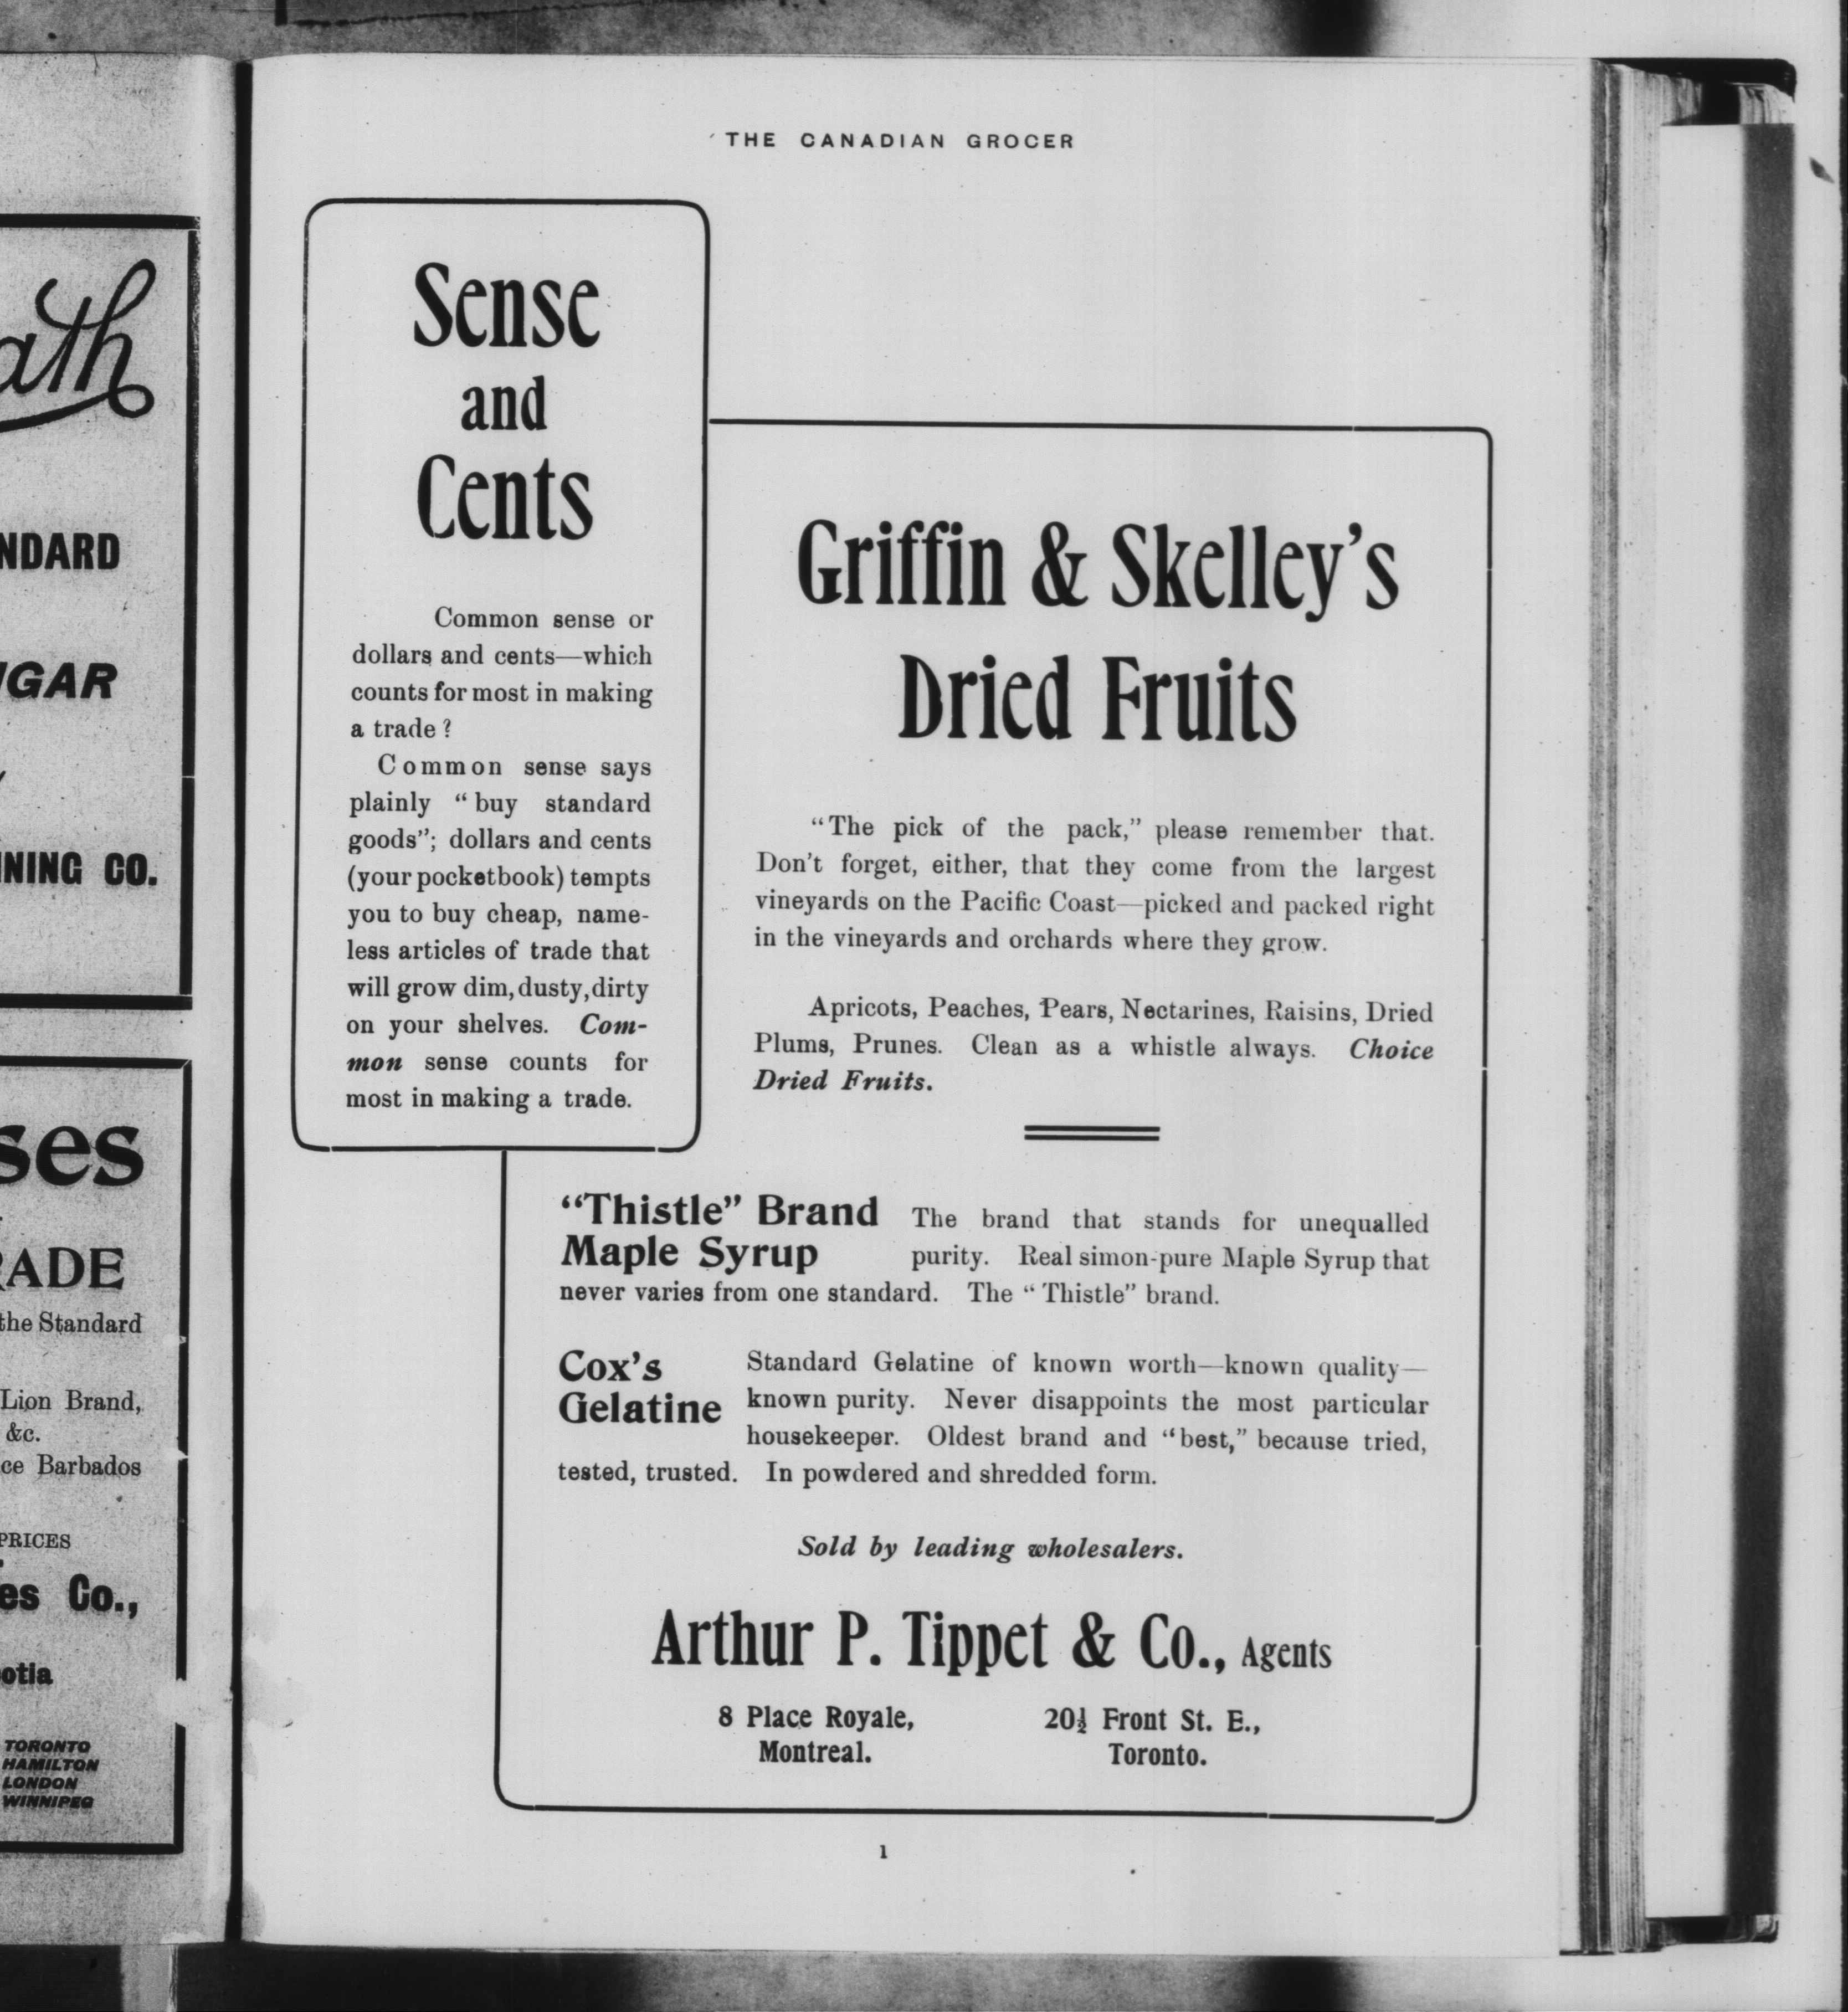 ath
NDARD
GAR
NING CO.
ses
RADE
the Standard
Lion Brand,
&c.
ce Barbados
PRICES
es Co.,
otia
TORONTO
HAMILTON
LONDON
WINNIPEG
THE CANADIAN GROCER
Sense
and
Cents
Common sense or
dollars and cents—which
counts for most in making
a trade ?
Common sense says
plainly “ buy standard
goods”; dollars and cents
(your pocketbook) tempts
you to buy cheap, name-
less articles of trade that
will grow dim, dusty, dirty
on your shelves. Com-
mon sense counts for
most in making a trade.
Griffin & Skelley’s
Dried Fruits
“The pick of the pack,” please remember that.
Don’t forget, either, that they come from the largest
vineyards on the Pacific Coast—picked and packed right
in the vineyards and orchards where they grow.
Apricots, Peaches, Pears, Nectarines, Raisins, Dried
Plums, Prunes. Clean as a whistle always. Choice
Dried Fruits.
“Thistle” Brand
Maple Syrup
The brand that stands for unequalled
purity. Real simon-pure Maple Syrup that
never varies from one standard. The “ Thistle” brand.
Cox’s
Gelatine
Standard Gelatine of known worth—known quality—
known purity. Never disappoints the most particular
housekeeper. Oldest brand and “best,” because tried,
tested, trusted. In powdered and shredded form.
Sold by leading wholesalers.
Arthur P. Tippet & Co., Agents
8 Place Royale,
Montreal.
20½ Front St. E.,
Toronto.
1